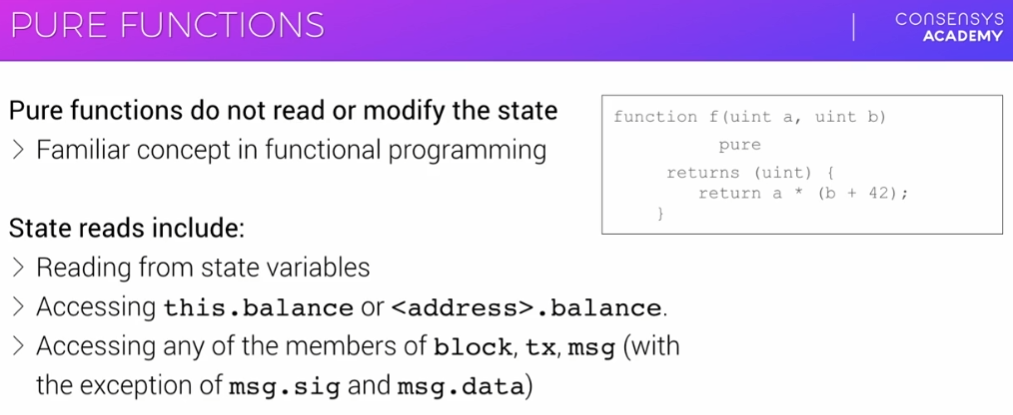 PURE FUNCTIONS
CONSENSYS
ACADEMY
Pure functions do not read or modify the state
> Familiar concept in functional programming
function f(uint a, uint b)
pure
returns (uint) {
return a * (b + 42);
}
State reads include:
> Reading from state variables
> Accessing this.balance or <address>.balance.
> Accessing any of the members of block, tx, msg (with
the exception of msg.sig and msg.data)